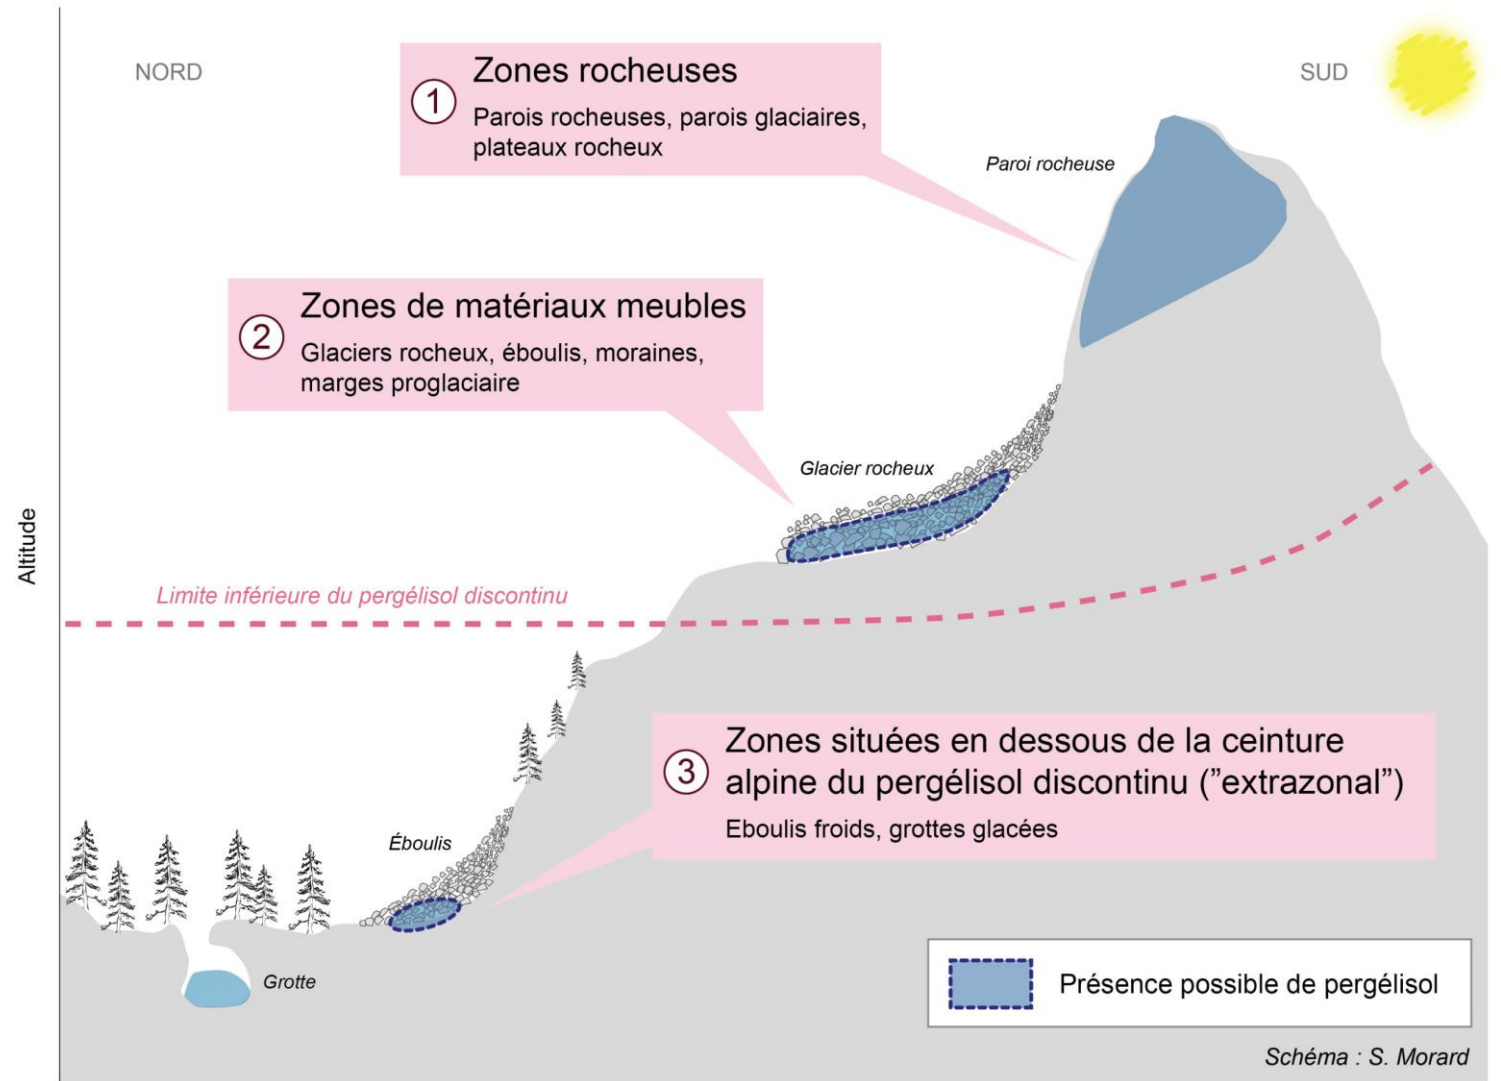 NORD
SUD
1
Zones rocheuses
Parois rocheuses, parois glaciaires,
plateaux rocheux
Paroi rocheuse
2
Zones de matériaux meubles
Glaciers rocheux, éboulis, moraines,
marges proglaciaire
Glacier rocheux
Altitude
Limite inférieure du pergélisol discontinu
3
Zones situées en dessous de la ceinture
alpine du pergélisol discontinu (”extrazonal”)
Eboulis froids, grottes glacées
Éboulis
Grotte
Présence possible de pergélisol
Schéma : S. Morard